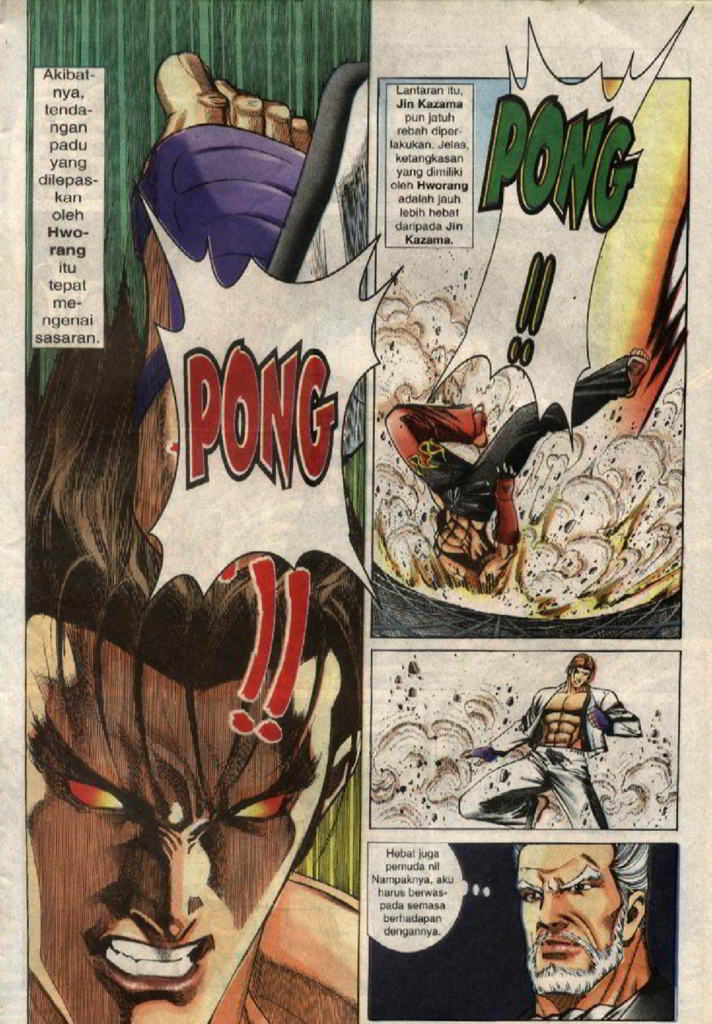 Akibat-
nya,
tenda-
ngan
padu
yang
dilepas-
kan
oleh
Hwo-
rang
itu
tepat
me-
ngenai
sasaran.
PONG
!!
Lantaran itu,
Jin Kazama
pun jatuh
rebah diper-
lakukan. Jelas,
ketangkasan
yang dimiliki
oleh Hworang
adalah jauh
lebih hebat
daripada Jin
Kazama.
PONG
!!
Hebat juga
pemuda nil
Nampaknya, aku
harus berwas-
pada semasa
berhadapan
dengannya.